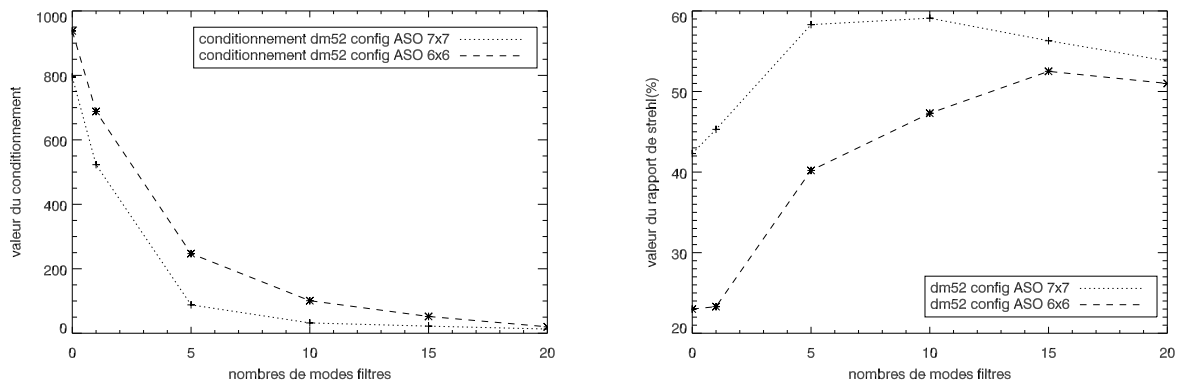 1000
800
600
400
200
0
valeur du conditionnement
conditionnement dm52 config ASO 7x7
conditionnement dm52 config ASO 6x6
0 5 10 15 20
nombres de modes filtres
60
50
40
30
20
valeur du rapport de strehl(%)
dm52 config ASO 7x7
dm52 config ASO 6x6
0 5 10 15 20
nombres de modes filtres